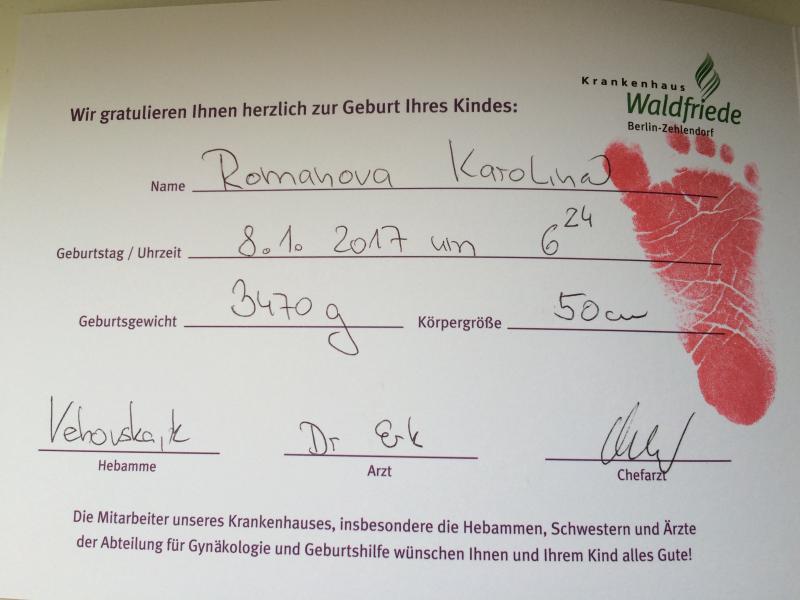 Krankenhaus
Waldfriede
Berlin-Zehlendorf
Wir gratulieren Ihnen herzlich zur Geburt Ihres Kindes:
Name Romanova Karolina
Geburtstag / Uhrzeit 8.1. 2017 um 6 24
Geburtsgewicht 3470 g Körpergröße 50 cm
Dr Erk
Hebamme Arzt Chefarzt
Die Mitarbeiter unseres Krankenhauses, insbesondere die Hebammen, Schwestern und Ärzte
der Abteilung für Gynäkologie und Geburtshilfe wünschen Ihnen und Ihrem Kind alles Gute!